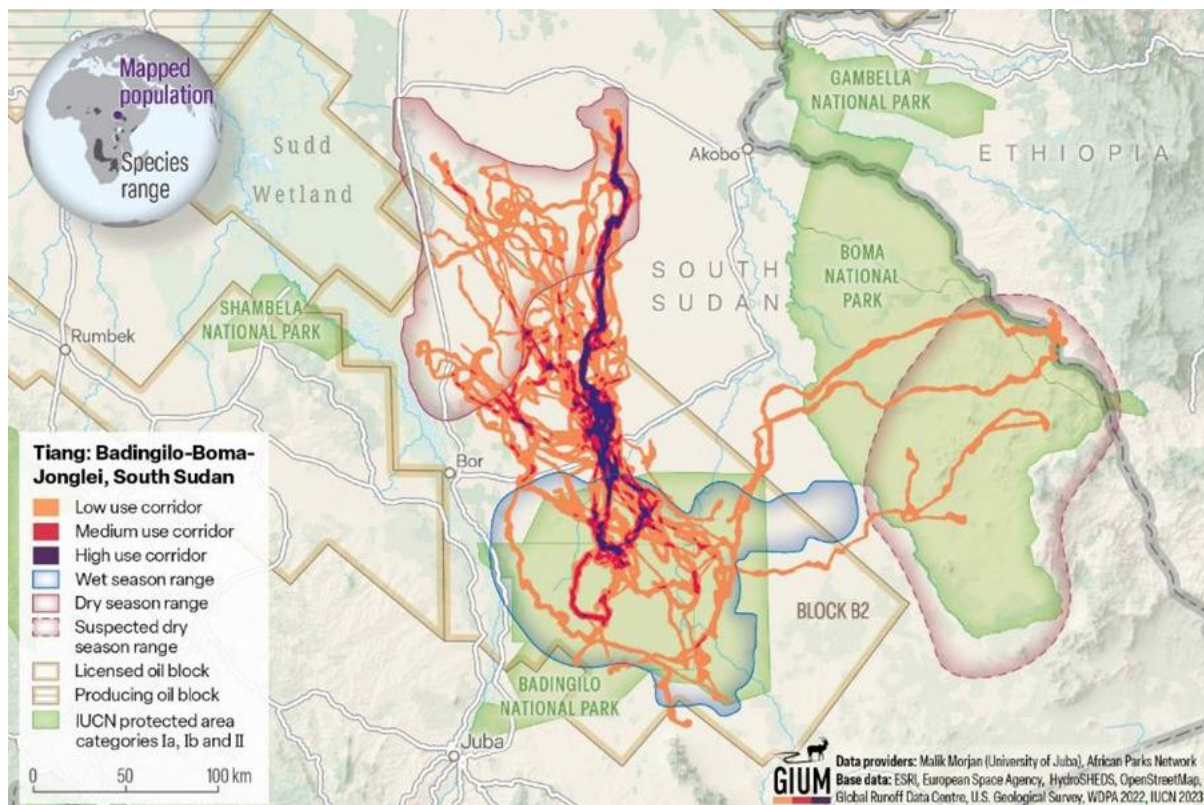 Mapped
population
Species
range
Sudd
Wetland
GAMBELLA
NATIONAL PARK
Akobo
ETHIOPIA
SOUTH
SUDAN
BOMA
NATIONAL
PARK
SHAMBELA
NATIONAL PARK
Rumbek
Bor
BLOCK B2
BADINGILO
NATIONAL PARK
Juba
Tiang: Badingilo-Boma-
Jonglei, South Sudan
Low use corridor
Medium use corridor
High use corridor
Wet season range
Dry season range
Suspected dry
season range
Licensed oil block
Producing oil block
IUCN protected area
categories Ia, Ib and II
0 50 100 km
GIUM
Data providers: Malik Morjan (University of Juba), African Parks Network
Base data: ESRI, European Space Agency, HydroSHEDS, OpenStreetMap,
Global Runoff Data Centre, U.S. Geological Survey, WDPA 2022, IUCN